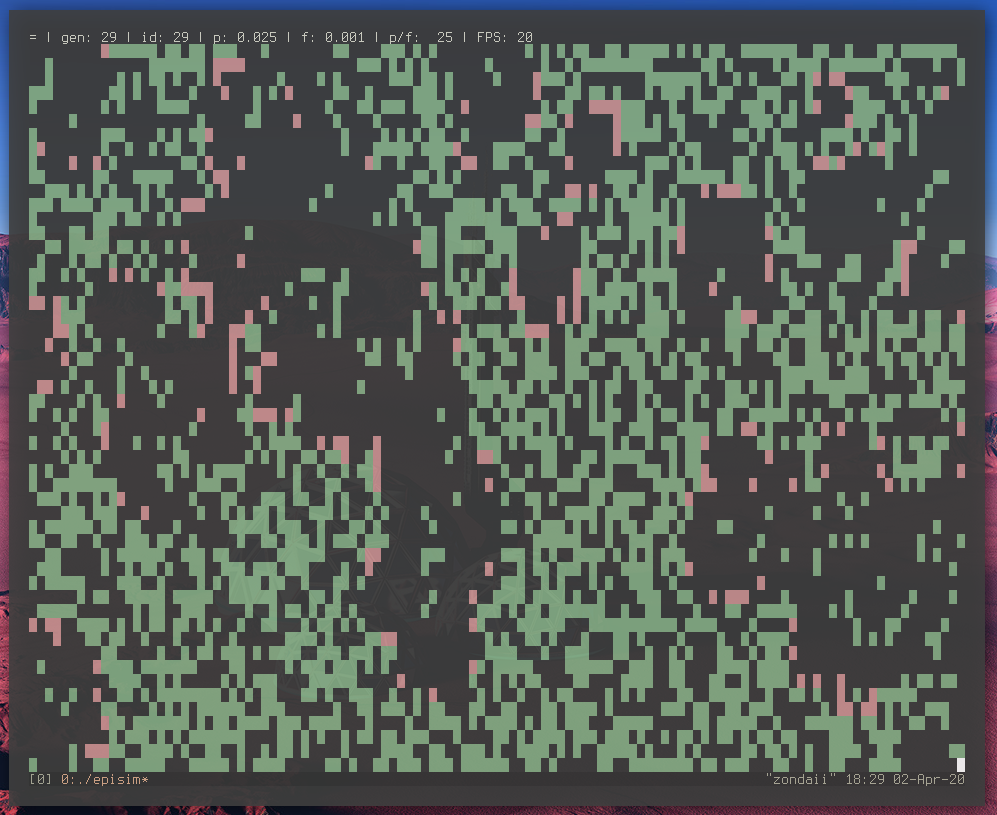 = | gen: 29 | id: 29 | p: 0.025 | f: 0.001 | p/f:  25 | FPS: 20
[0] 0:./episim*
"zondaii" 18:29 02-Apr-20